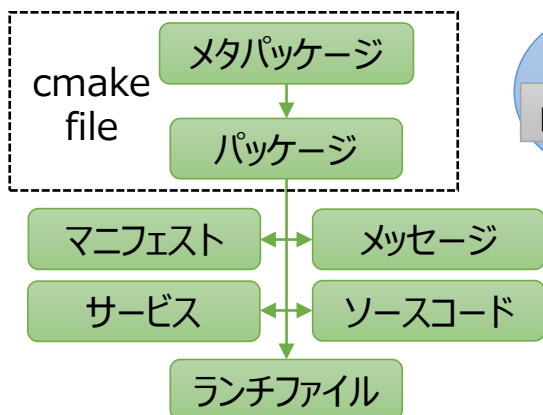 メタパッケージ
cmake
file
パッケージ
マニフェスト
メッセージ
サービス
ソースコード
ランチファイル